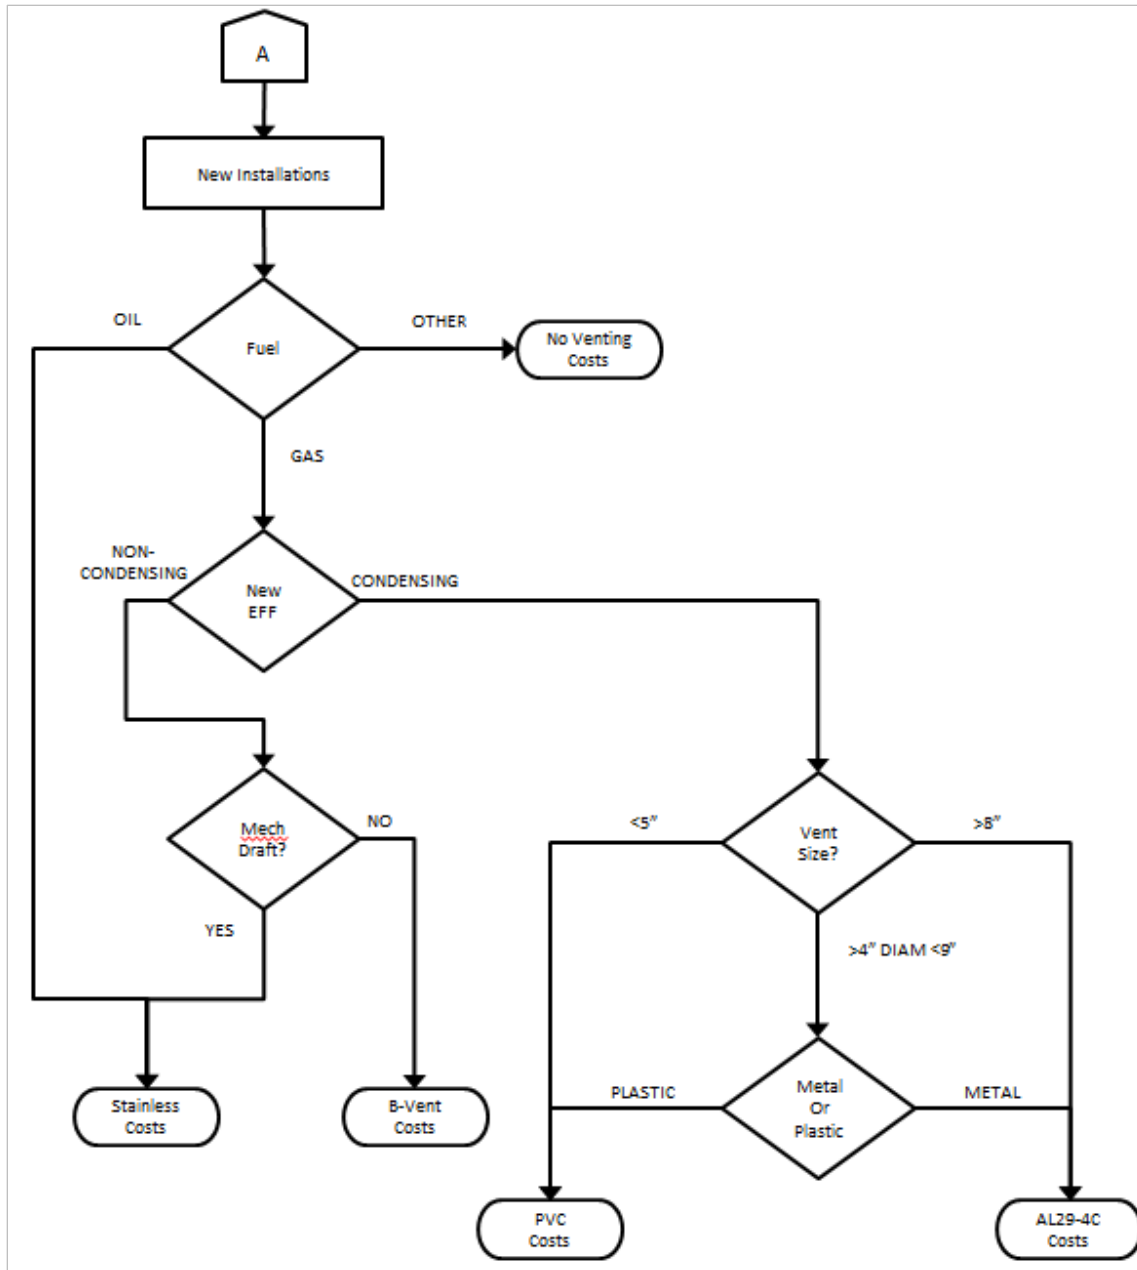 A
New Installations
OIL
OTHER
Fuel
No Venting
Costs
GAS
NON-
CONDENSING
New
EFF
CONDENSING
Mech
Draft?
NO
YES
<5”
Vent
Size?
>8”
>4” DIAM <9”
Stainless
Costs
B-Vent
Costs
PLASTIC
Metal
Or
Plastic
METAL
PVC
Costs
AL29-4C
Costs